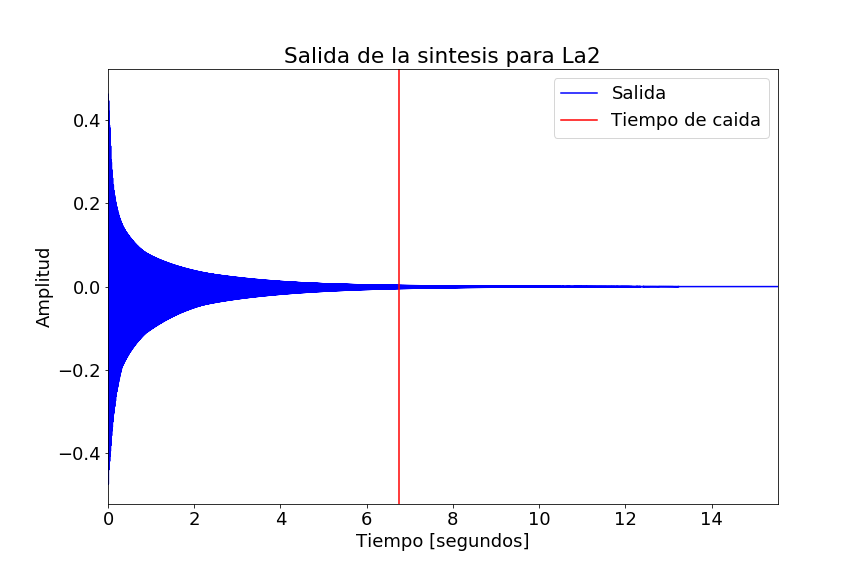 Salida de la sintesis para La2
Salida
Tiempo de caida
Amplitud
0.4
0.2
0.0
−0.2
−0.4
0 2 4 6 8 10 12 14
Tiempo [segundos]